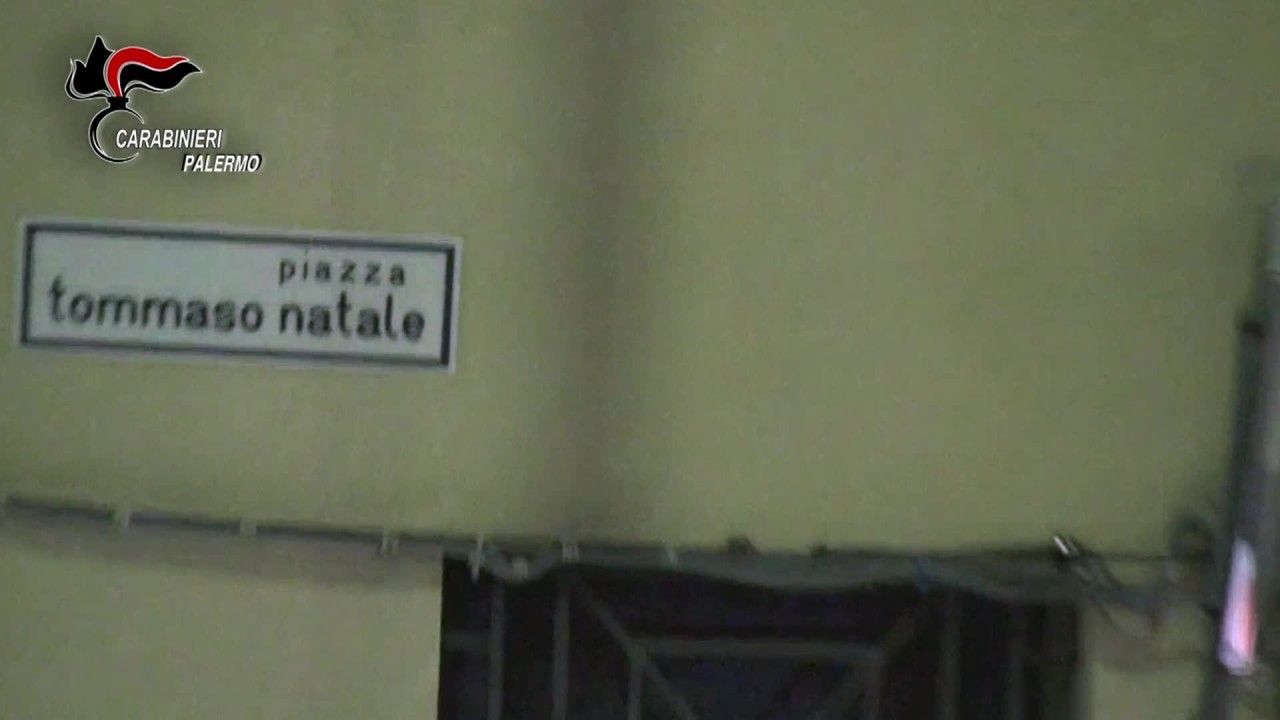 CARABINIERI
PALERMO
piazza
tommaso natale